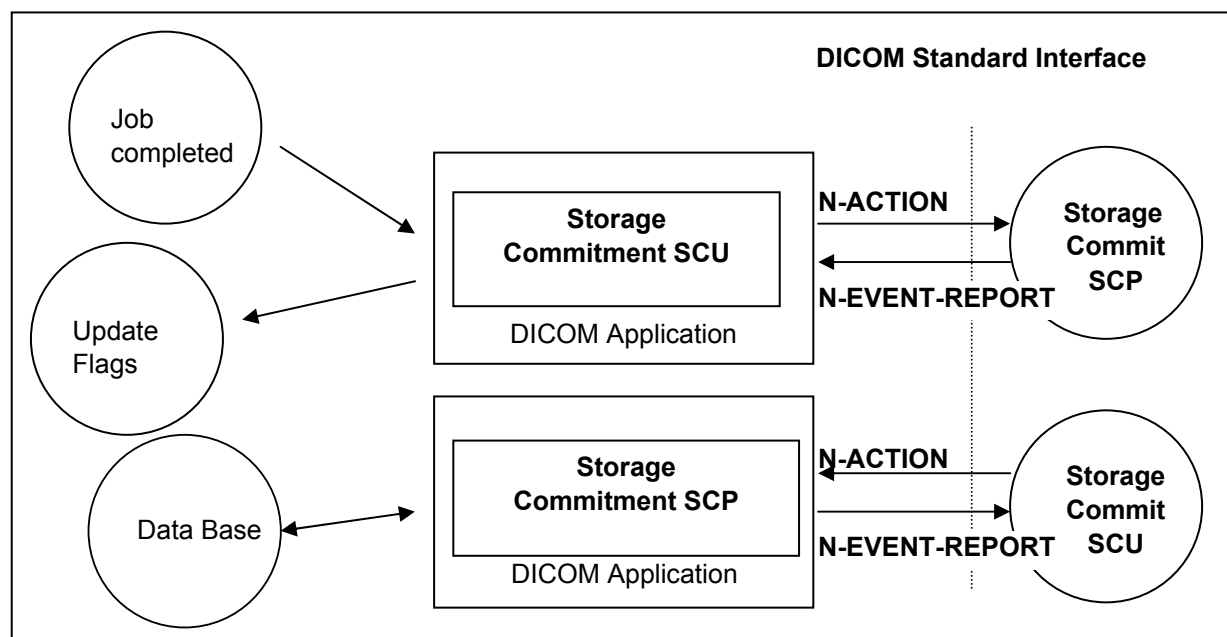 DICOM Standard Interface
Job
completed
Storage
Commitment SCU
DICOM Application
N-ACTION
N-EVENT-REPORT
Storage
Commit
SCP
Update
Flags
Data Base
Storage
Commitment SCP
DICOM Application
N-ACTION
N-EVENT-REPORT
Storage
Commit
SCU